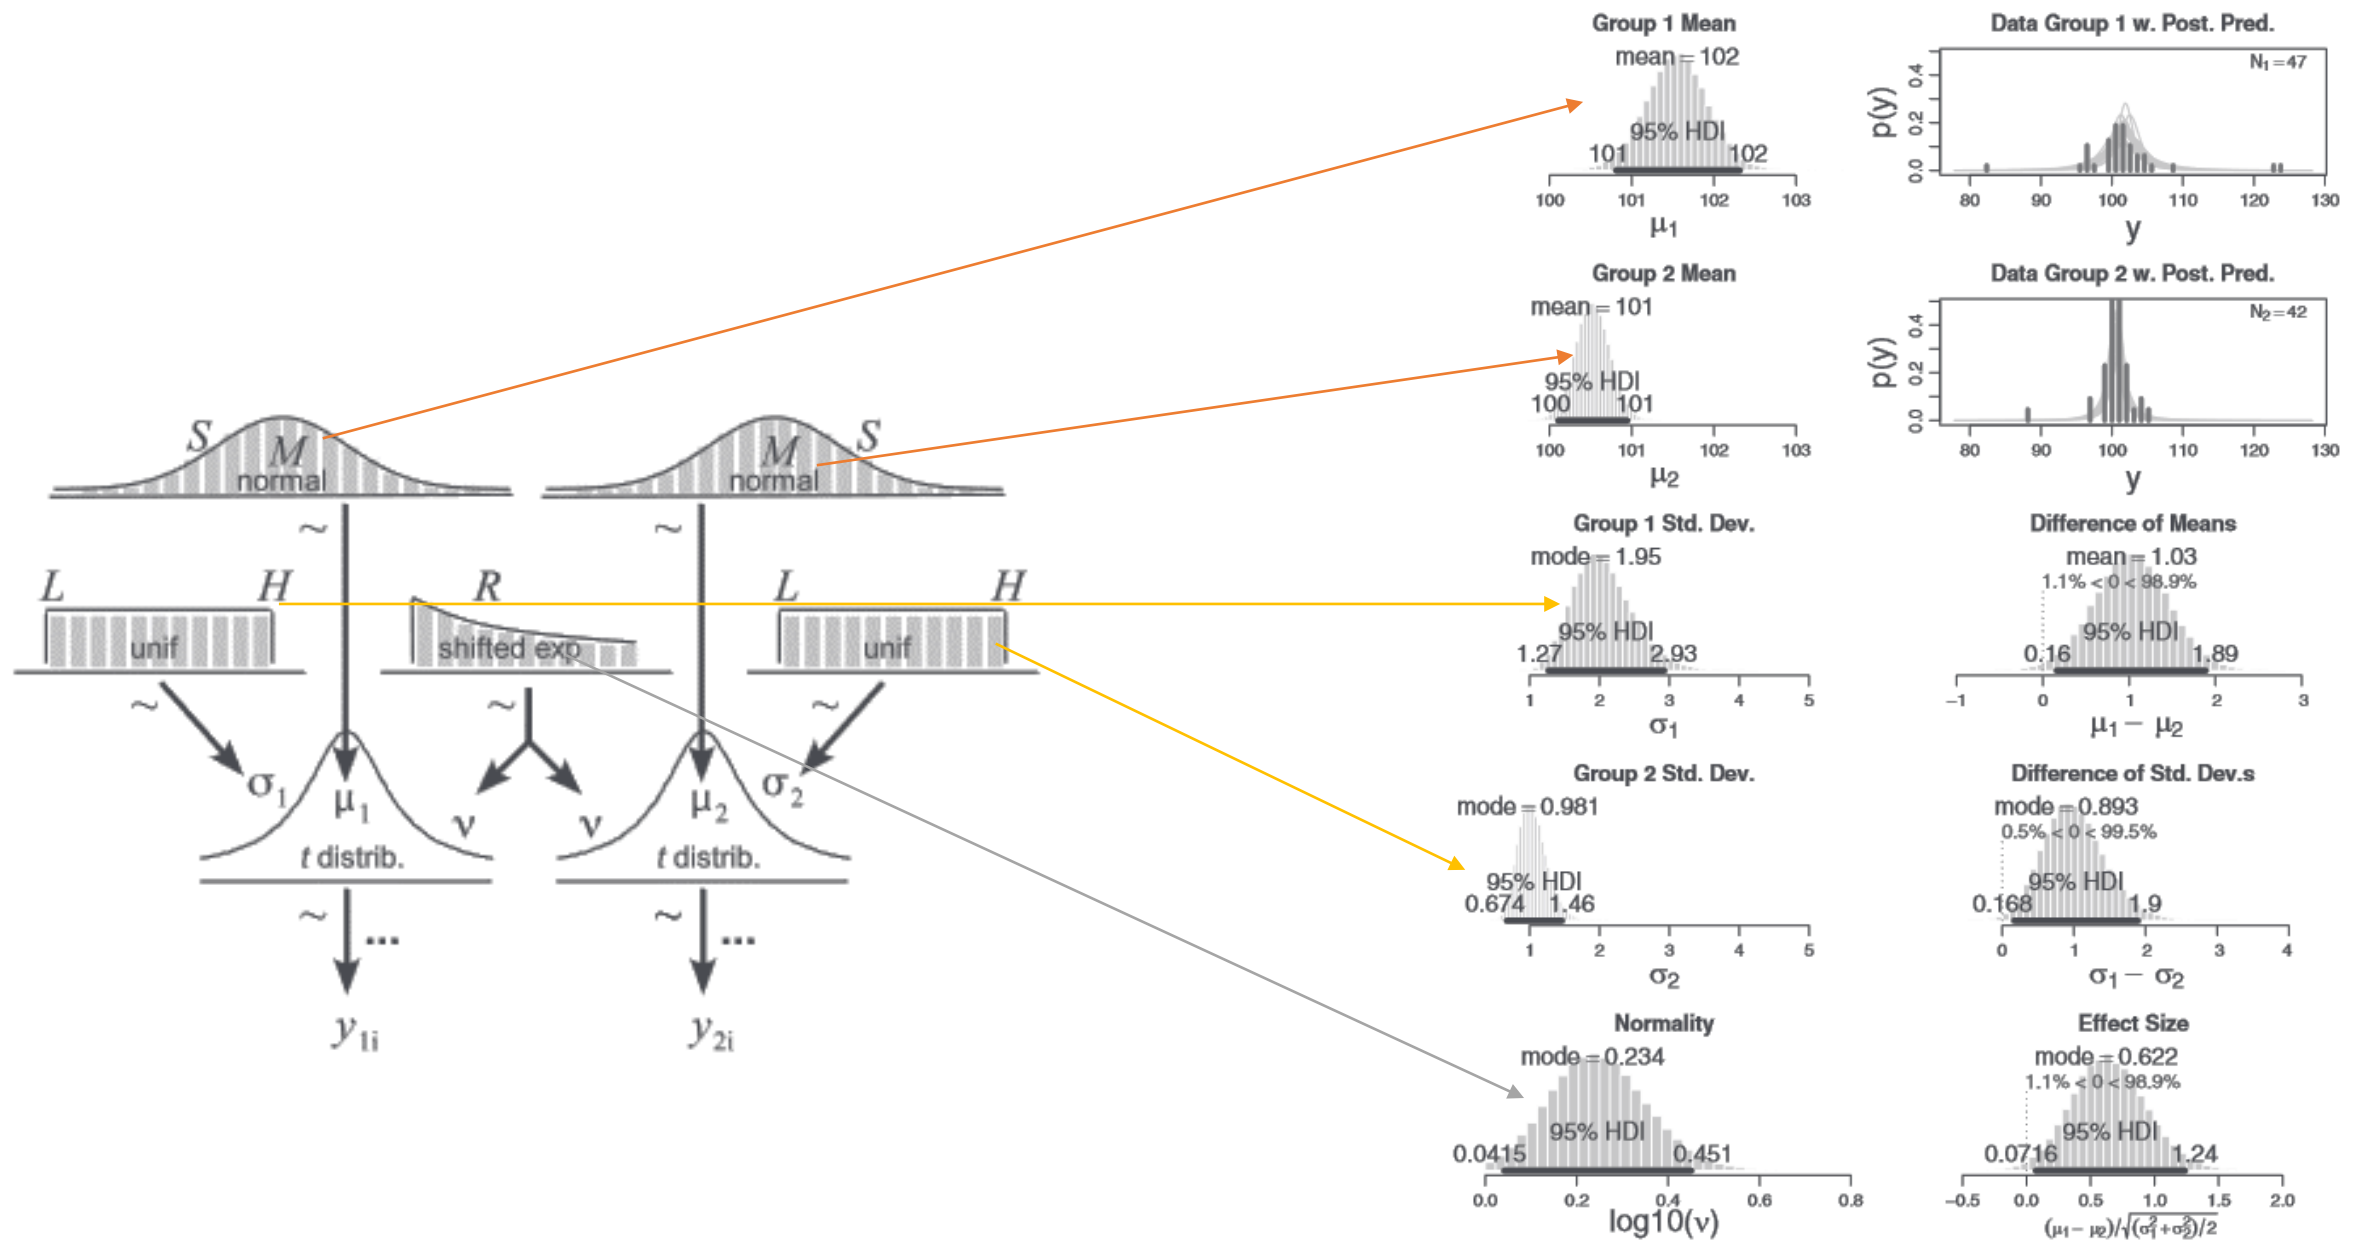 S M normal
M S normal
~ ~
L H unif
R shifted exp
L H unif
~ ~ ~
σ1 μ1 ν t distrib.
ν μ2 σ2 t distrib.
~ ... ~ ...
y1i y2i
Group 1 Mean
mean = 102
95% HDI
101 102
100 101 102 103
μ1
Data Group 1 w. Post. Pred.
N1=47
p(y)
0.0 0.2 0.4
80 90 100 110 120 130
y
Group 2 Mean
mean = 101
95% HDI
100 101
100 101 102 103
μ2
Data Group 2 w. Post. Pred.
N2=42
p(y)
0.0 0.2 0.4
80 90 100 110 120 130
y
Group 1 Std. Dev.
mode = 1.95
95% HDI
1.27 2.93
1 2 3 4 5
σ1
Difference of Means
mean = 1.03
1.1% < 0 < 98.9%
95% HDI
0.16 1.89
−1 0 1 2 3
μ1 − μ2
Group 2 Std. Dev.
mode = 0.981
95% HDI
0.674 1.46
1 2 3 4 5
σ2
Difference of Std. Dev.s
mode = 0.893
0.5% < 0 < 99.5%
95% HDI
0.168 1.9
0 1 2 3 4
σ1 − σ2
Normality
mode = 0.234
95% HDI
0.0415 0.451
0.0 0.2 0.4 0.6 0.8
log10(ν)
Effect Size
mode = 0.622
1.1% < 0 < 98.9%
95% HDI
0.0716 1.24
−0.5 0.0 0.5 1.0 1.5 2.0
(μ1 − μ2)/√(σ1²+σ2²)/2